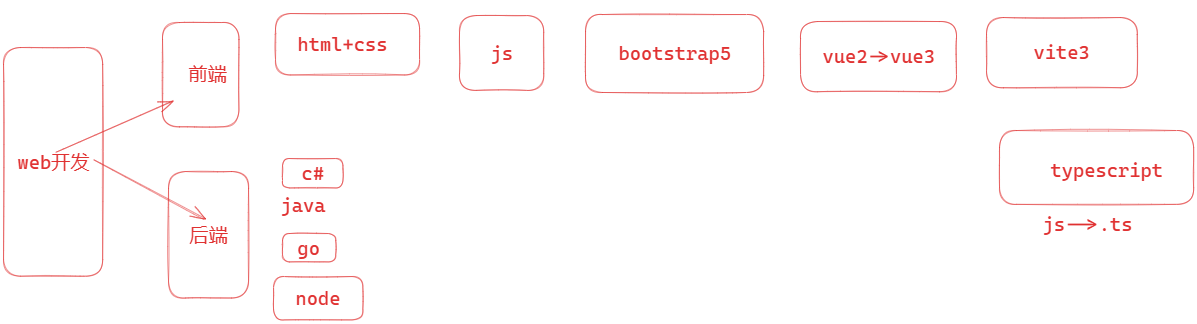 html+css
js
bootstrap5
vue2→vue3
vite3
前端
web开发
typescript
c#
java
js→.ts
后端
go
node